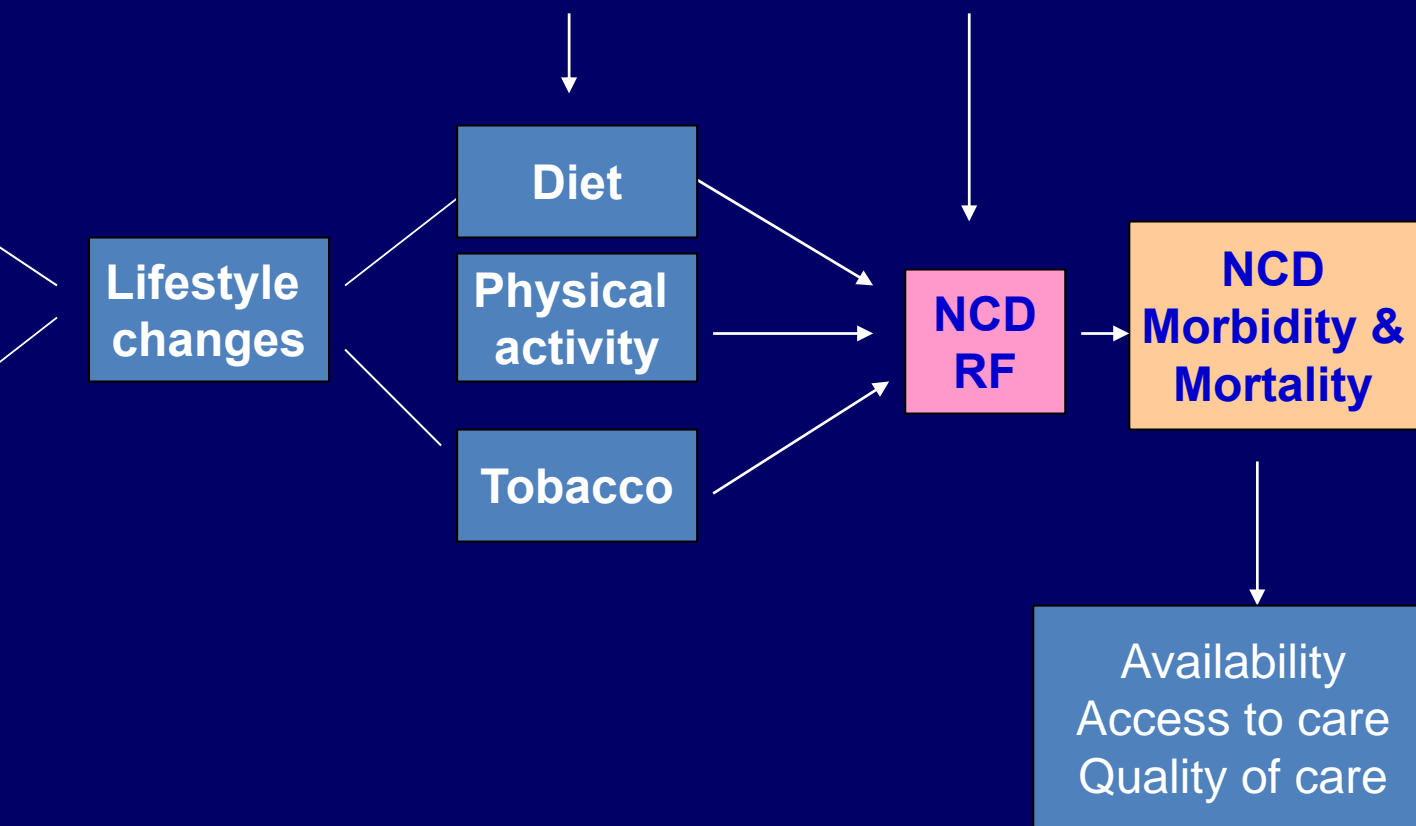 Lifestyle
changes
Diet
Physical
activity
Tobacco
NCD
RF
NCD
Morbidity &
Mortality
Availability
Access to care
Quality of care